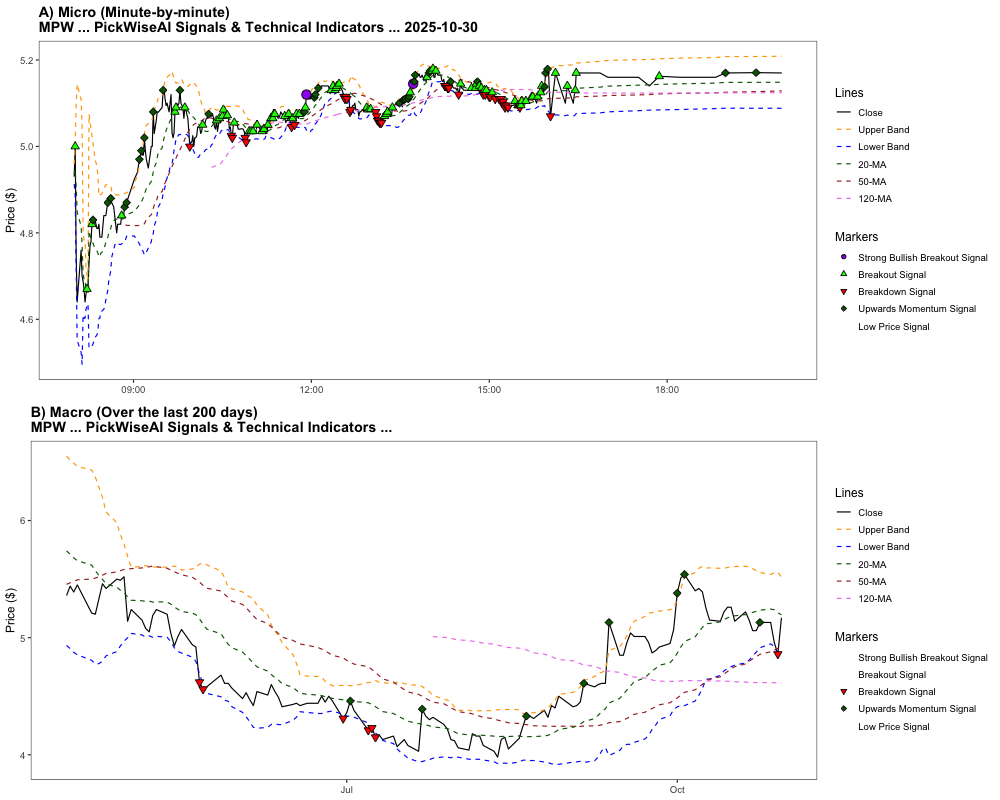 A) Micro (Minute-by-minute)
MPW ... PickWiseAI Signals & Technical Indicators ... 2025-10-30
Price ($)
5.2
5.0
4.8
4.6
09:00
12:00
15:00
18:00
Lines
Close
Upper Band
Lower Band
20-MA
50-MA
120-MA
Markers
Strong Bullish Breakout Signal
Breakout Signal
Breakdown Signal
Upwards Momentum Signal
Low Price Signal
B) Macro (Over the last 200 days)
MPW ... PickWiseAI Signals & Technical Indicators ...
Price ($)
6
5
4
Jul
Oct
Lines
Close
Upper Band
Lower Band
20-MA
50-MA
120-MA
Markers
Strong Bullish Breakout Signal
Breakout Signal
Breakdown Signal
Upwards Momentum Signal
Low Price Signal